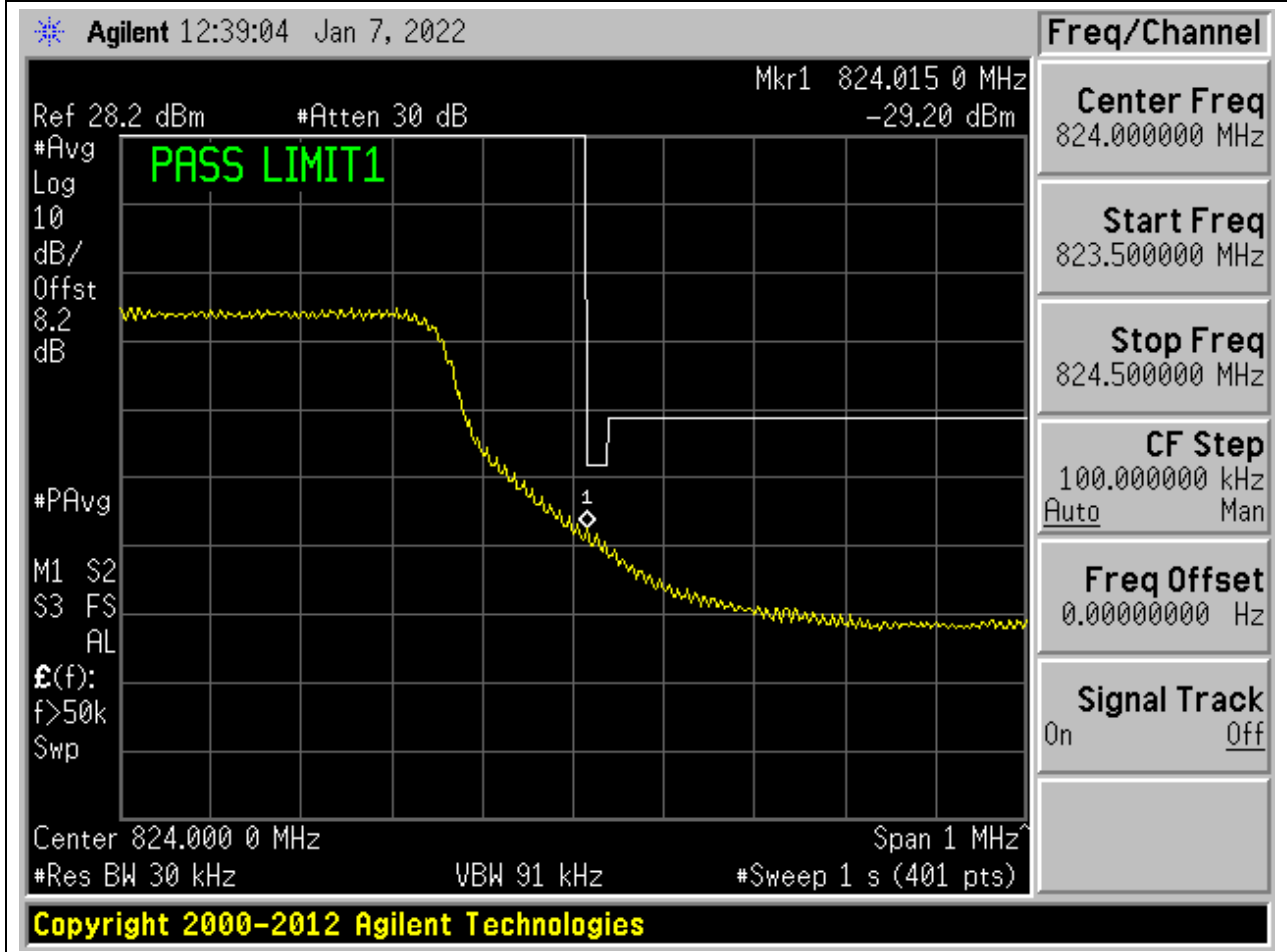 Agilent 12:39:04 Jan 7, 2022
Freq/Channel
Mkr1 824.015 0 MHz
Ref 28.2 dBm #Atten 30 dB -29.20 dBm
#Avg
Log
10
dB/
Offst
8.2
dB
PASS LIMIT1
1
#PAvg
M1 S2
S3 FS
AL
£(f):
f>50k
Swp
Center 824.000 0 MHz Span 1 MHz^
#Res BW 30 kHz VBW 91 kHz #Sweep 1 s (401 pts)
Center Freq
824.000000 MHz
Start Freq
823.500000 MHz
Stop Freq
824.500000 MHz
CF Step
100.000000 kHz
Auto Man
Freq Offset
0.00000000 Hz
Signal Track
On Off
Copyright 2000-2012 Agilent Technologies